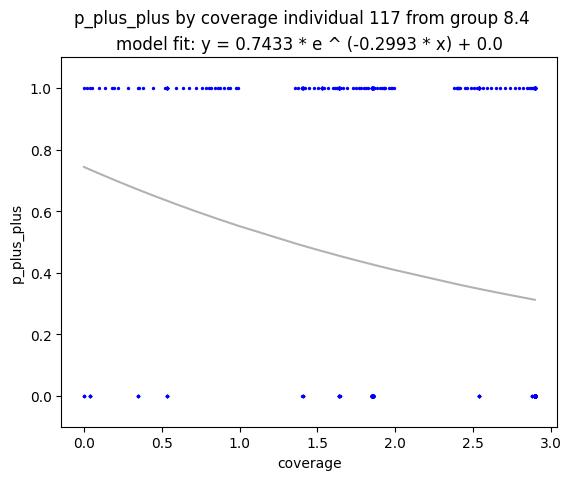 p_plus_plus by coverage individual 117 from group 8.4
model fit: y = 0.7433 * e ^ (-0.2993 * x) + 0.0
1.0
0.8
0.6
0.4
0.2
0.0
p_plus_plus
0.0 0.5 1.0 1.5 2.0 2.5 3.0
coverage